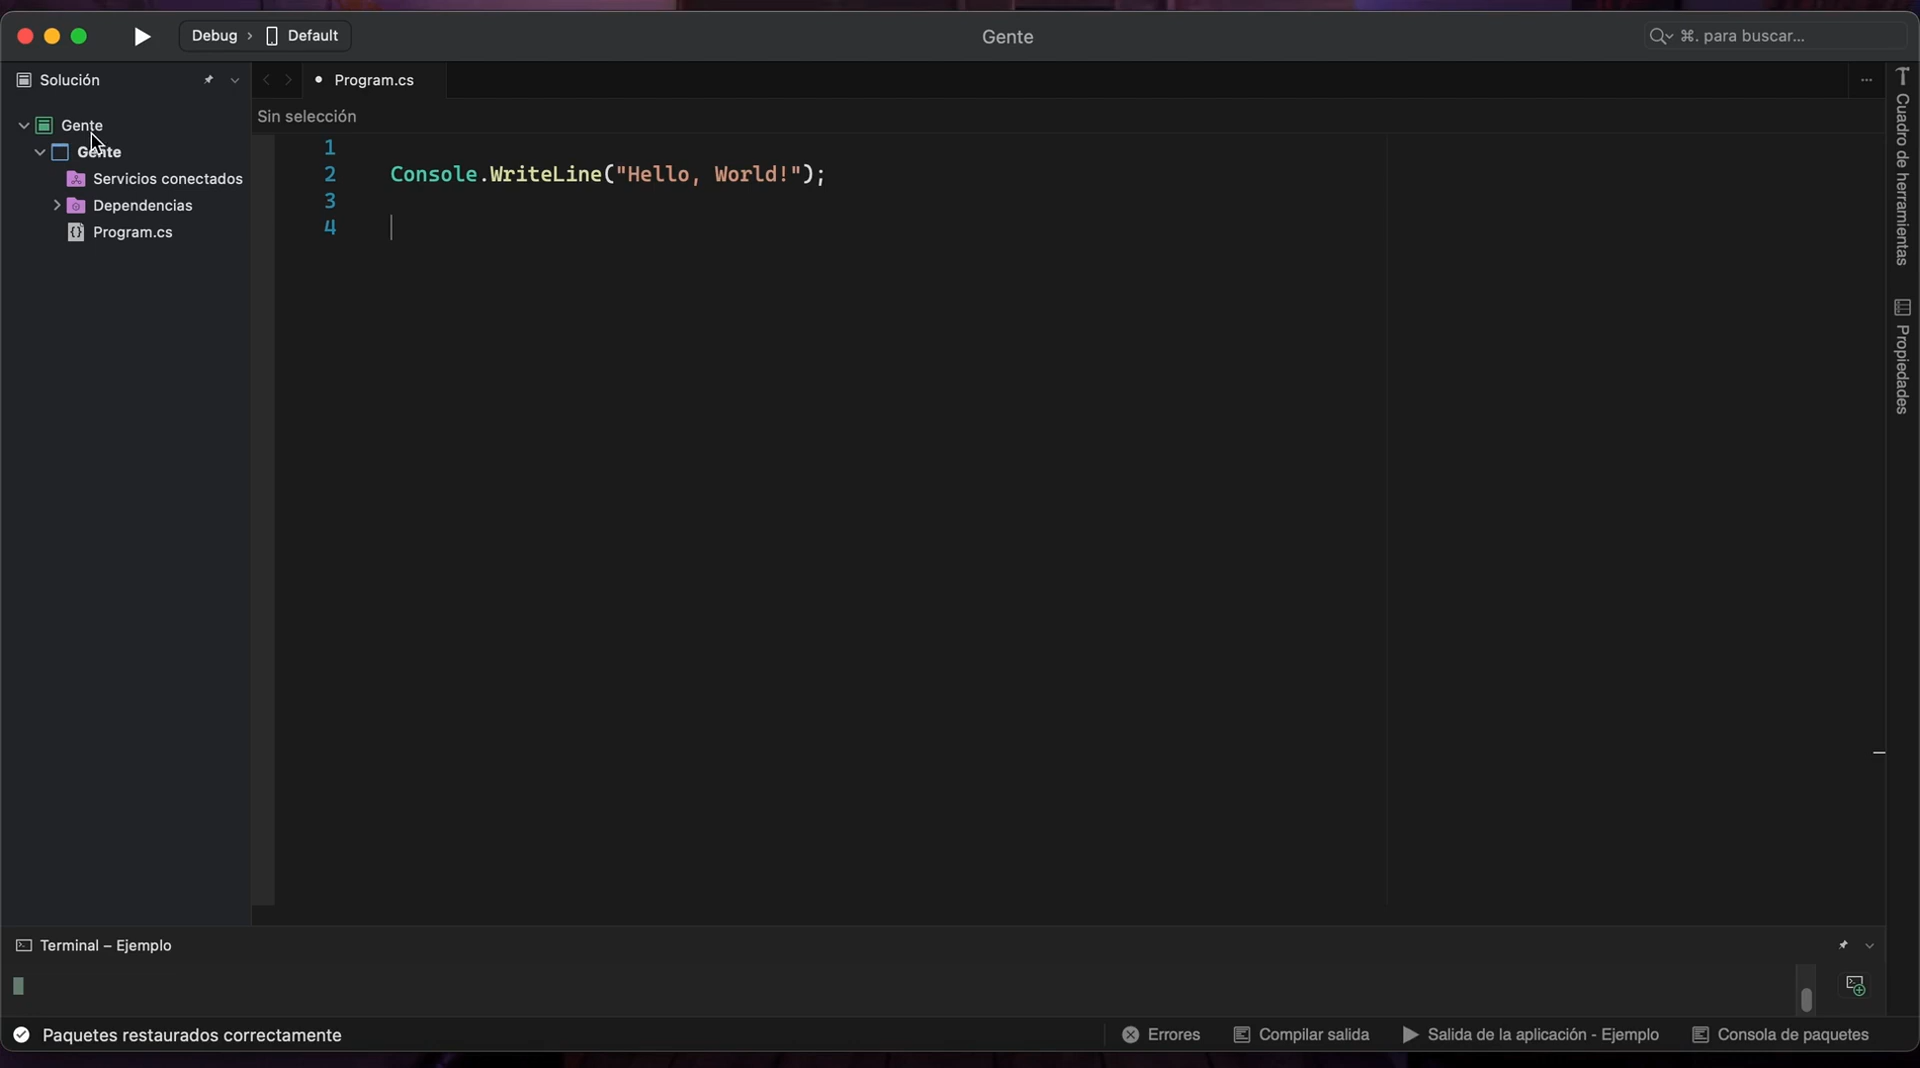 Debug > Default
Gente
⌘. para buscar...
Solución
Program.cs
Sin selección
Gente
Gente
Servicios conectados
Dependencias
Program.cs
1
2 Console.WriteLine("Hello, World!");
3
4
Cuadro de herramientas
Propiedades
Terminal – Ejemplo
Paquetes restaurados correctamente
Errores
Compilar salida
Salida de la aplicación - Ejemplo
Consola de paquetes